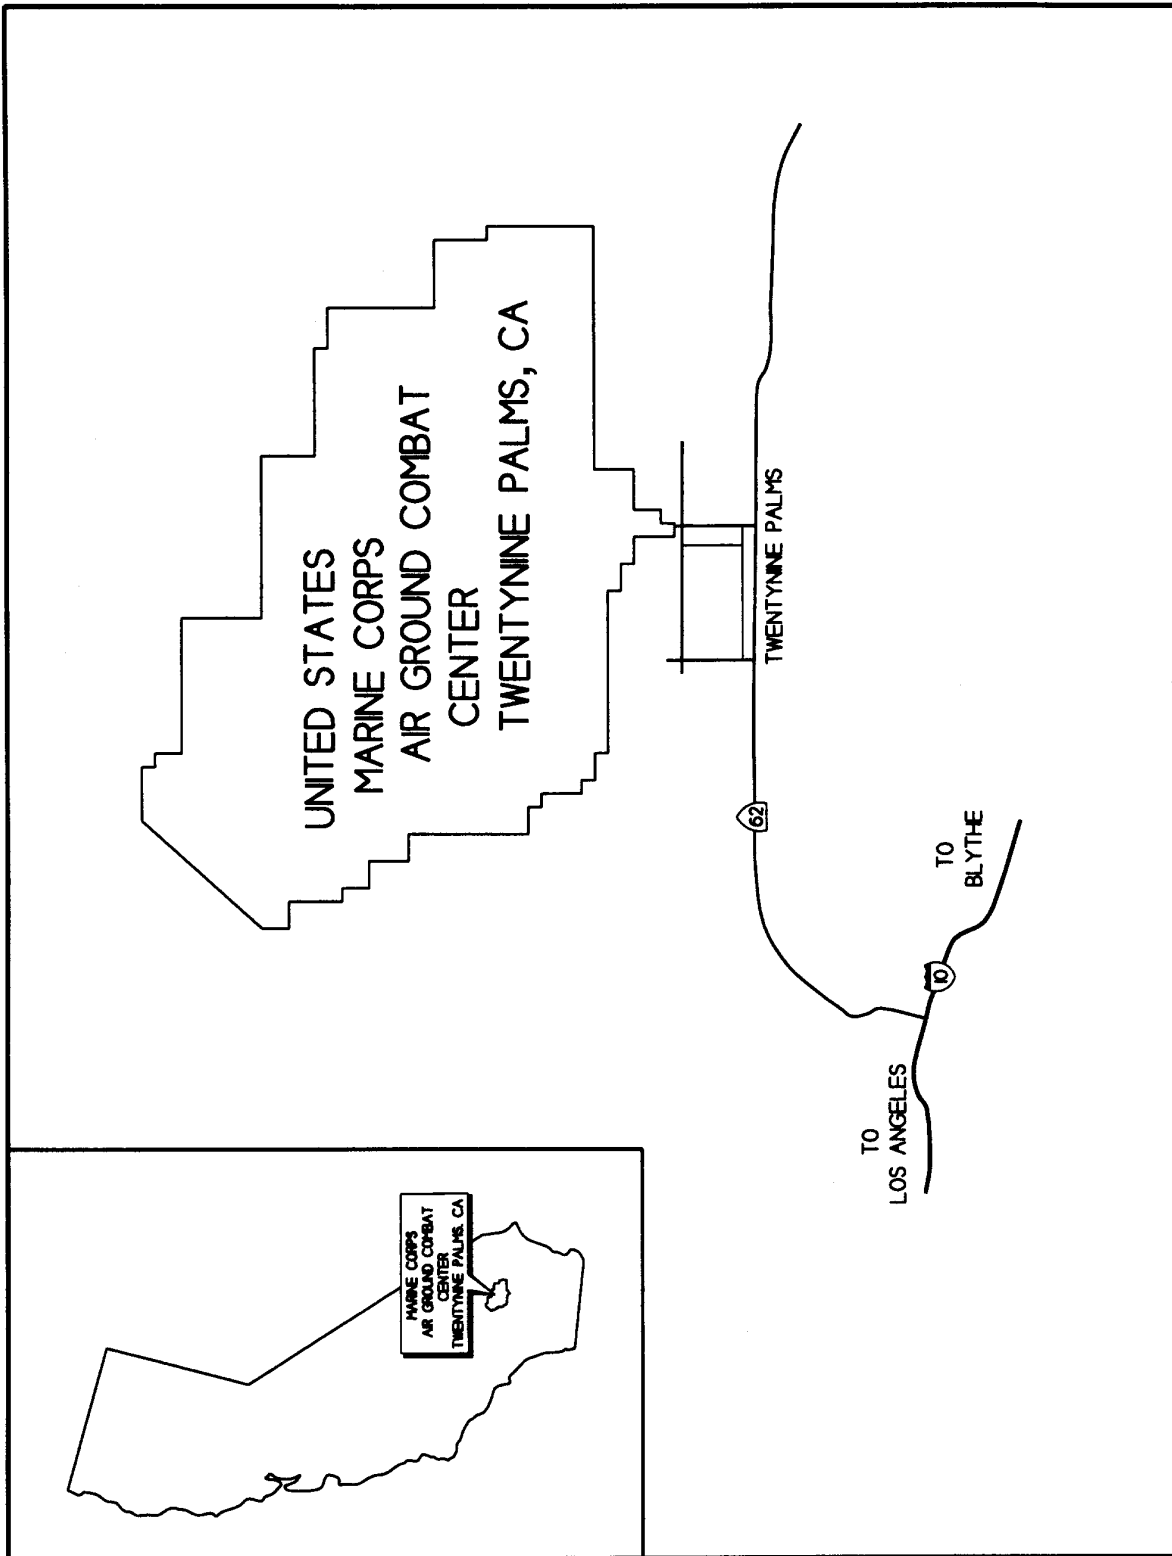 MARINE CORPS
AIR GROUND COMBAT
CENTER
TWENTYNINE PALMS, CA
UNITED STATES
MARINE CORPS
AIR GROUND COMBAT
CENTER
TWENTYNINE PALMS, CA
TWENTYNINE PALMS
62
TO
LOS ANGELES
10
TO
BLYTHE